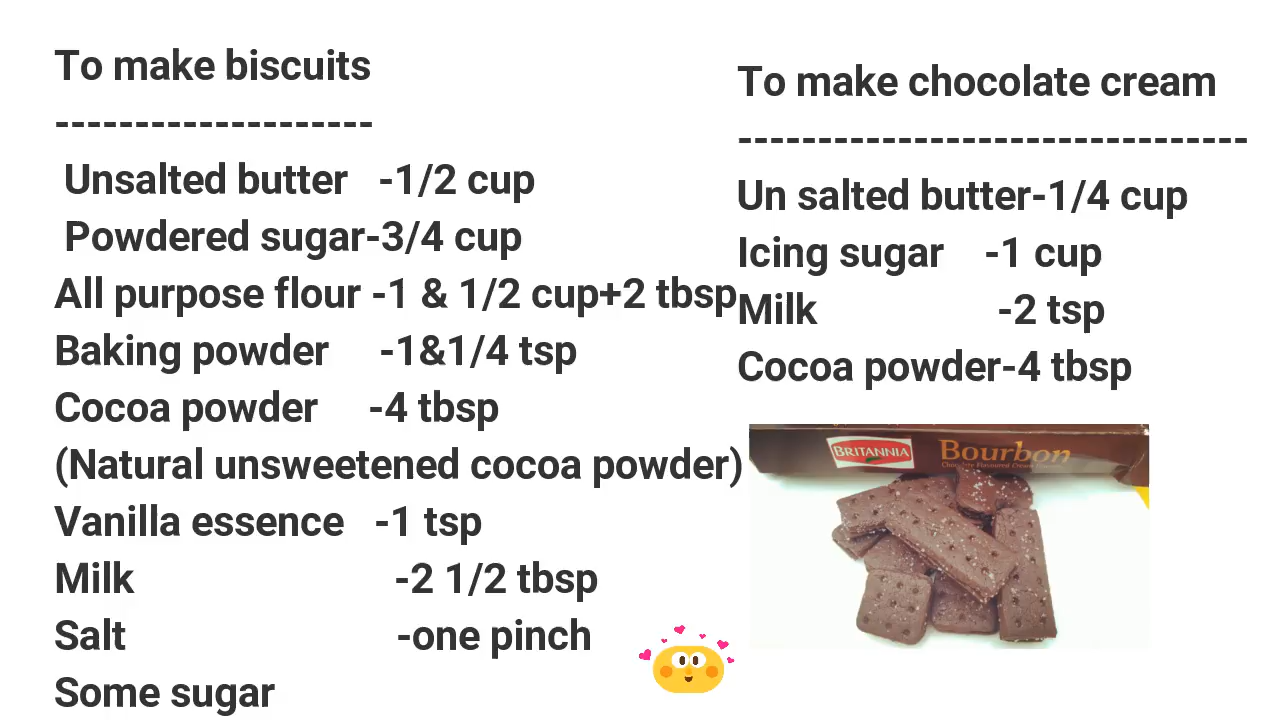 To make biscuits
--------------------
Unsalted butter -1/2 cup
Powdered sugar-3/4 cup
All purpose flour -1 & 1/2 cup+2 tbsp
Baking powder -1&1/4 tsp
Cocoa powder -4 tbsp
(Natural unsweetened cocoa powder)
Vanilla essence -1 tsp
Milk -2 1/2 tbsp
Salt -one pinch
Some sugar
To make chocolate cream
--------------------------------
Un salted butter-1/4 cup
Icing sugar -1 cup
Milk -2 tsp
Cocoa powder-4 tbsp
BRITANNIA
Bourbon
Chocolate Flavoured Cream